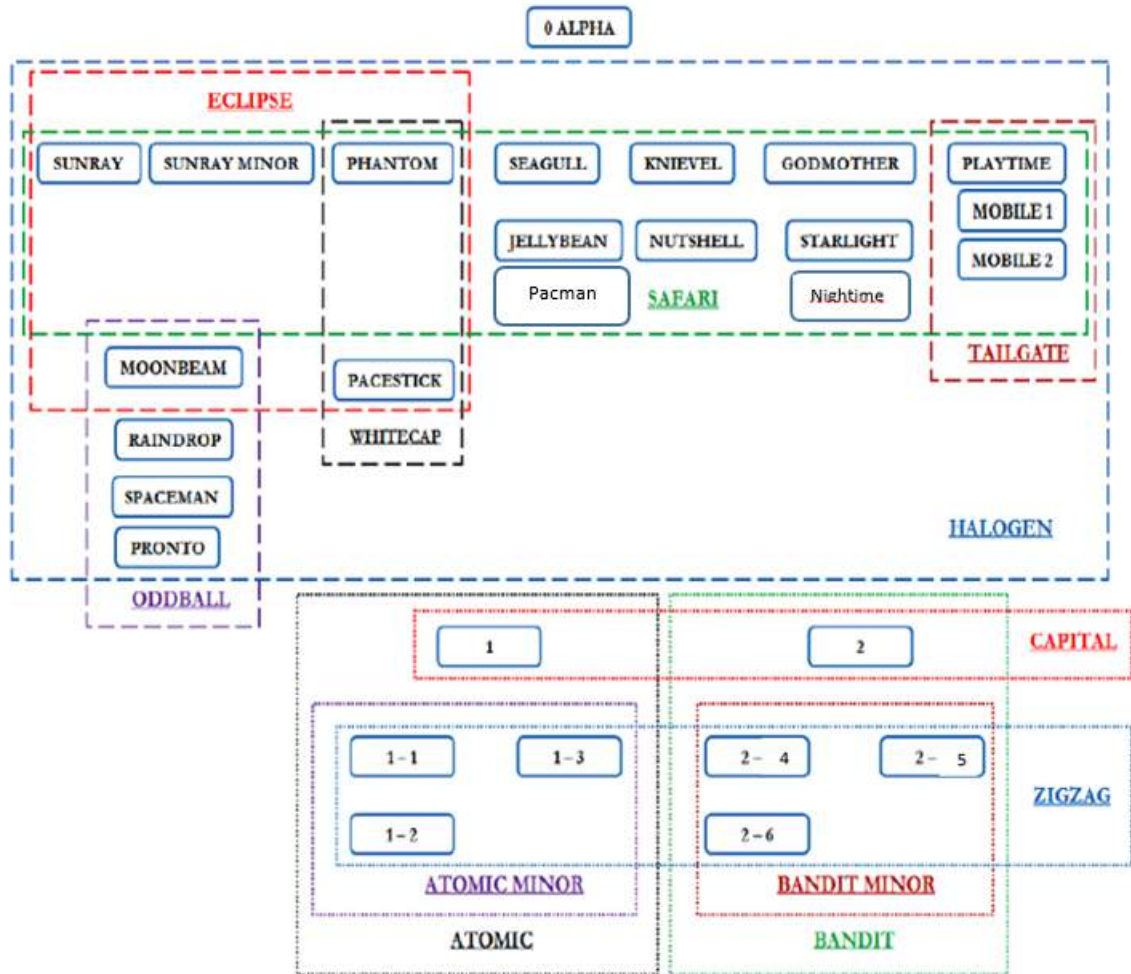 0 ALPHA
ECLIPSE
SUNRAY SUNRAY MINOR PHANTOM SEAGULL KNIEVEL GODMOTHER PLAYTIME
MOBILE 1
JELLYBEAN NUTSHELL STARLIGHT
MOBILE 2
Pacman SAFARI Nightime
TAILGATE
MOONBEAM
PACESTICK
RAINDROP WHITECAP
SPACEMAN
HALOGEN
PRONTO
ODDBALL
1 2 CAPITAL
1 – 1 1 – 3 2 – 4 2 – 5
ZIGZAG
1 – 2 2 – 6
ATOMIC MINOR BANDIT MINOR
ATOMIC BANDIT